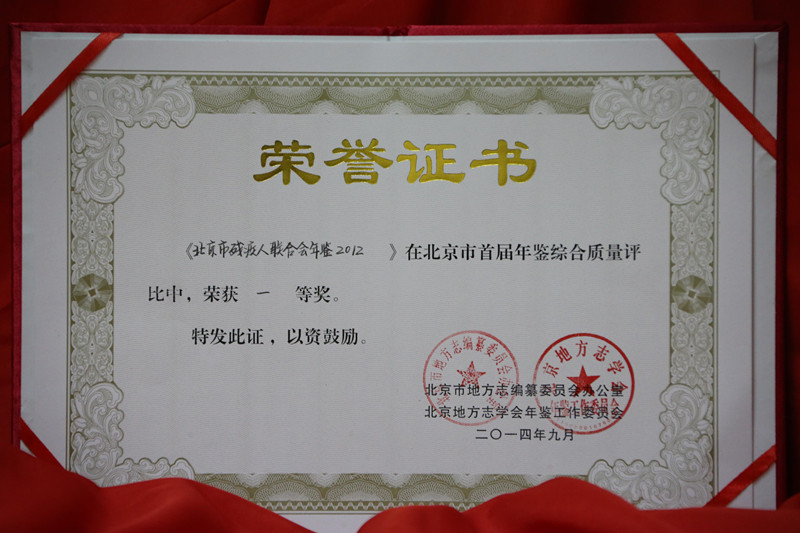 荣誉证书
《北京市残疾人联合会年鉴2012 》在北京市首届年鉴综合质量评
比中，荣获 一 等奖。
特发此证，以资鼓励。
北京市地方志编纂委员会办公室
北京地方志学会年鉴工作委员会
二〇一四年九月